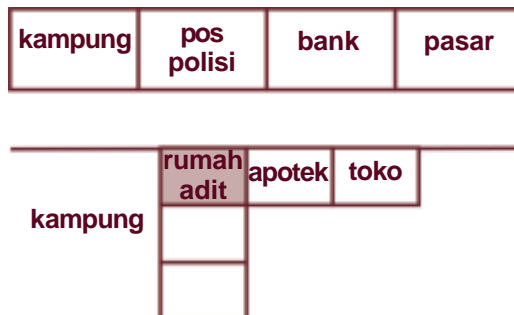 kampung
pos
polisi
bank
pasar
rumah
adit
apotek
toko
kampung